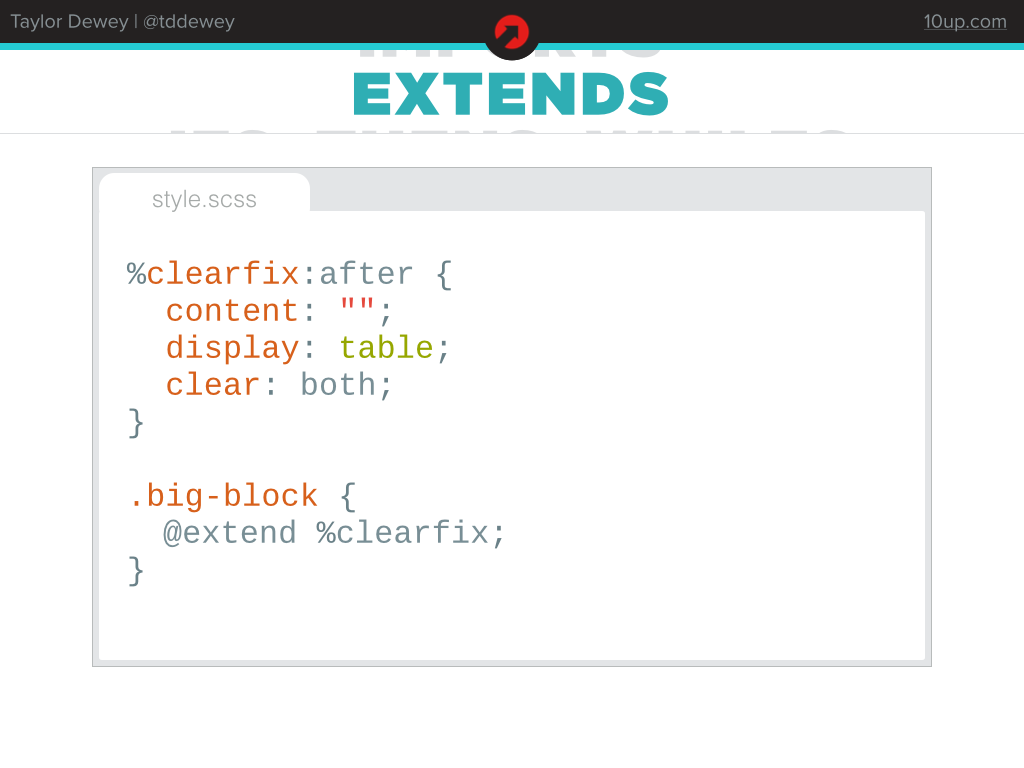 Taylor Dewey | @tddewey
10up.com
EXTENDS
style.scss
%clearfix:after {
  content: "";
  display: table;
  clear: both;
}
.big-block {
  @extend %clearfix;
}